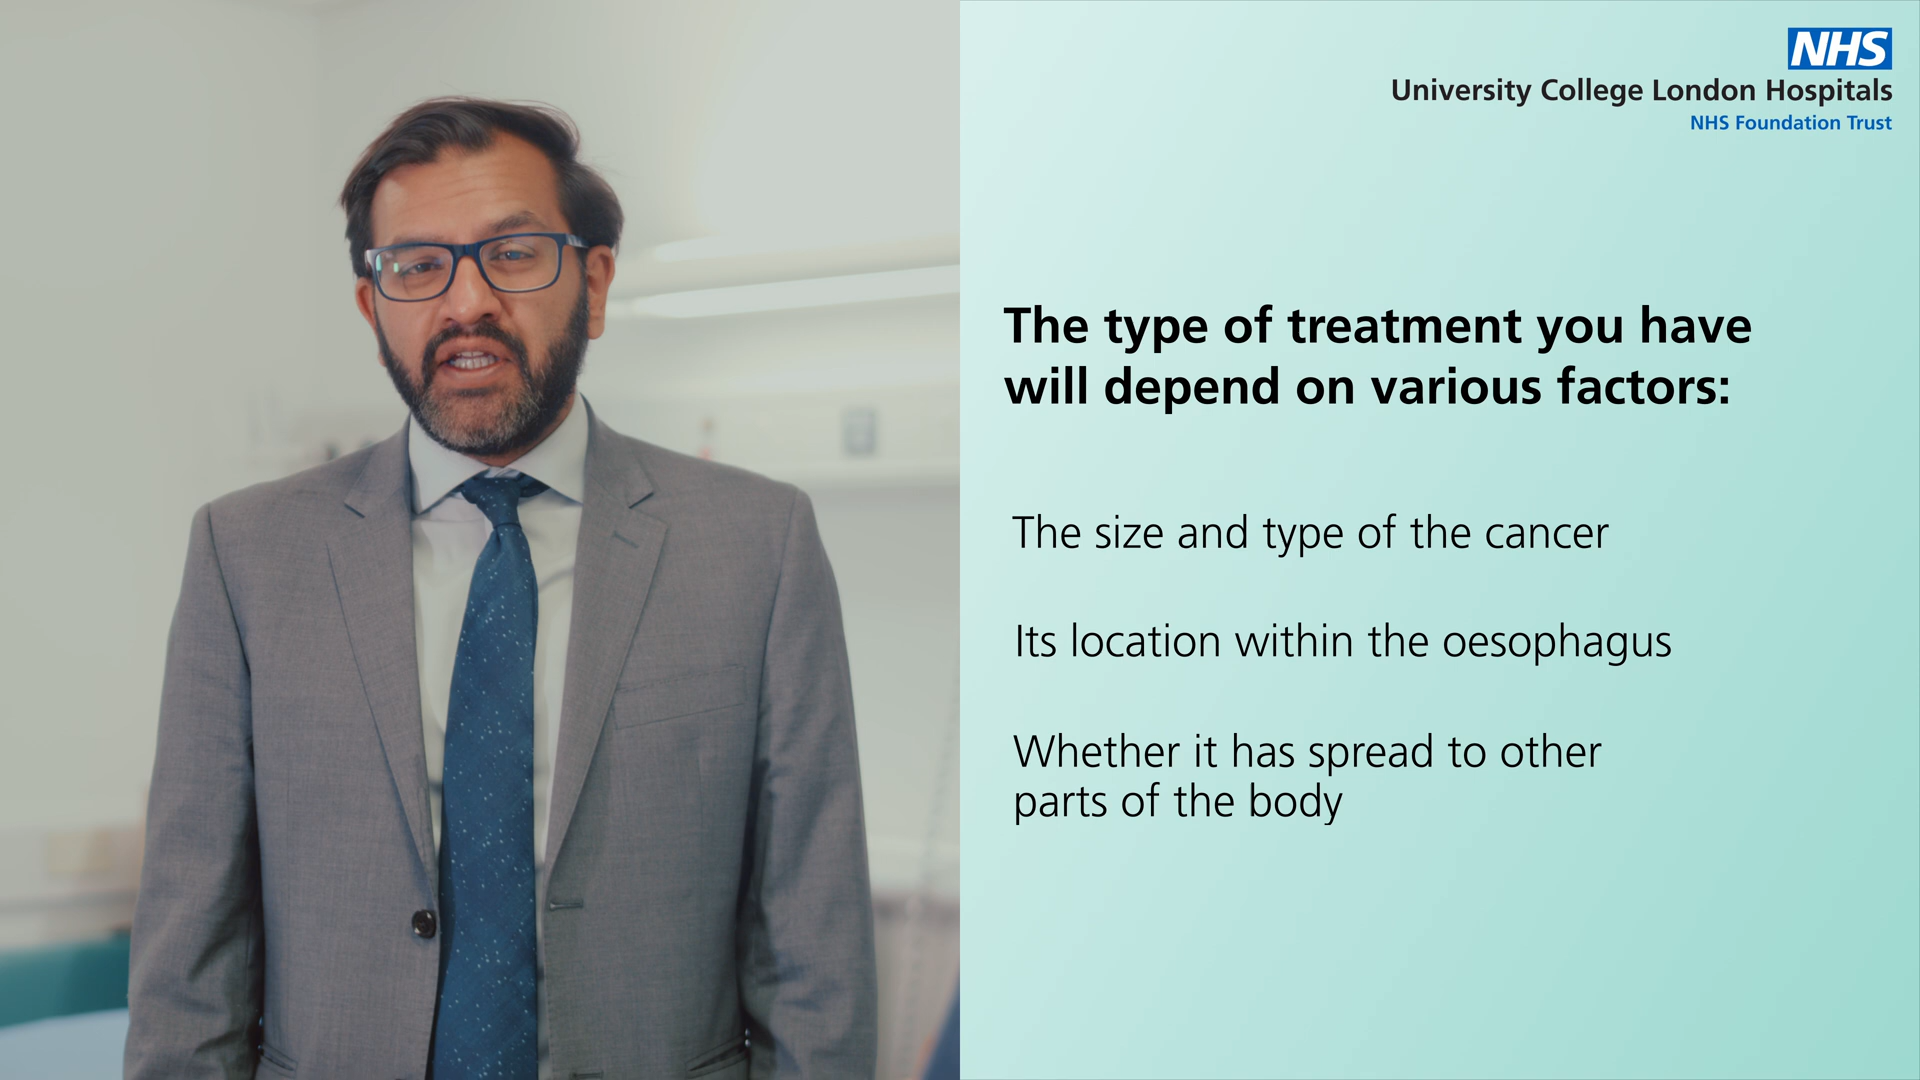 NHS
University College London Hospitals
NHS Foundation Trust
The type of treatment you have
will depend on various factors:
The size and type of the cancer
Its location within the oesophagus
Whether it has spread to other
parts of the body